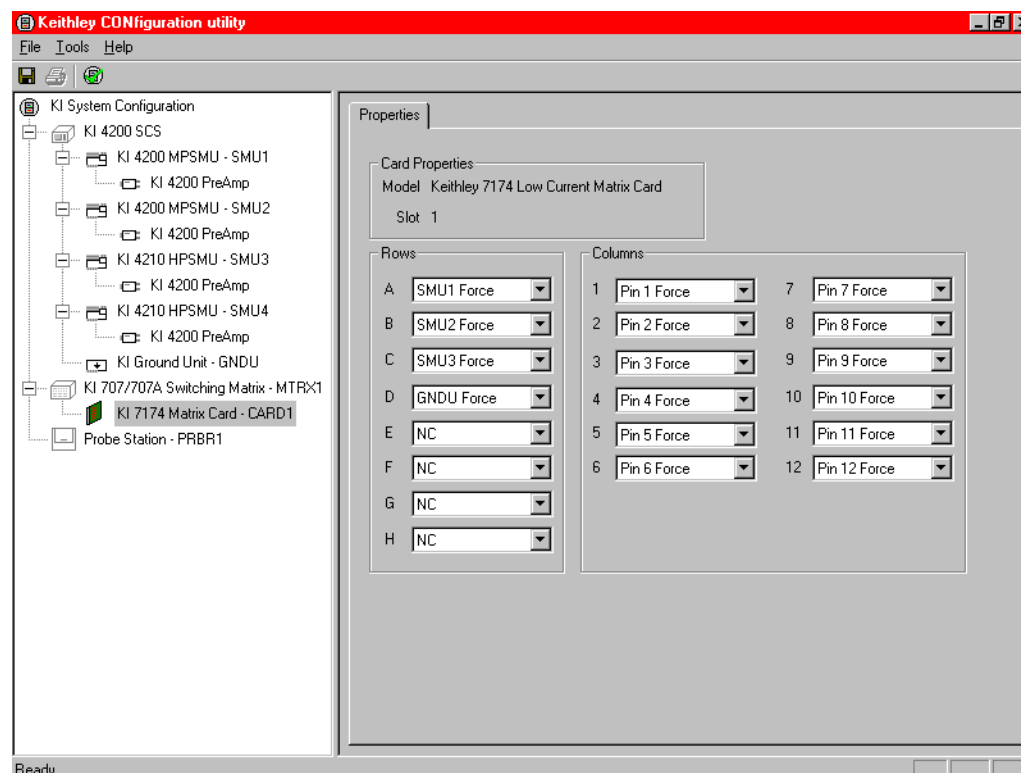 Keithley CONfiguration utility
File Tools Help
KI System Configuration
KI 4200 SCS
KI 4200 MPSMU - SMU1
KI 4200 PreAmp
KI 4200 MPSMU - SMU2
KI 4200 PreAmp
KI 4210 HPSMU - SMU3
KI 4200 PreAmp
KI 4210 HPSMU - SMU4
KI 4200 PreAmp
KI Ground Unit - GNDU
KI 707/707A Switching Matrix - MTRX1
KI 7174 Matrix Card - CARD1
Probe Station - PRBR1
Properties
Card Properties
Model Keithley 7174 Low Current Matrix Card
Slot 1
Rows
A SMU1 Force
B SMU2 Force
C SMU3 Force
D GNDU Force
E NC
F NC
G NC
H NC
Columns
1 Pin 1 Force
2 Pin 2 Force
3 Pin 3 Force
4 Pin 4 Force
5 Pin 5 Force
6 Pin 6 Force
7 Pin 7 Force
8 Pin 8 Force
9 Pin 9 Force
10 Pin 10 Force
11 Pin 11 Force
12 Pin 12 Force
Ready